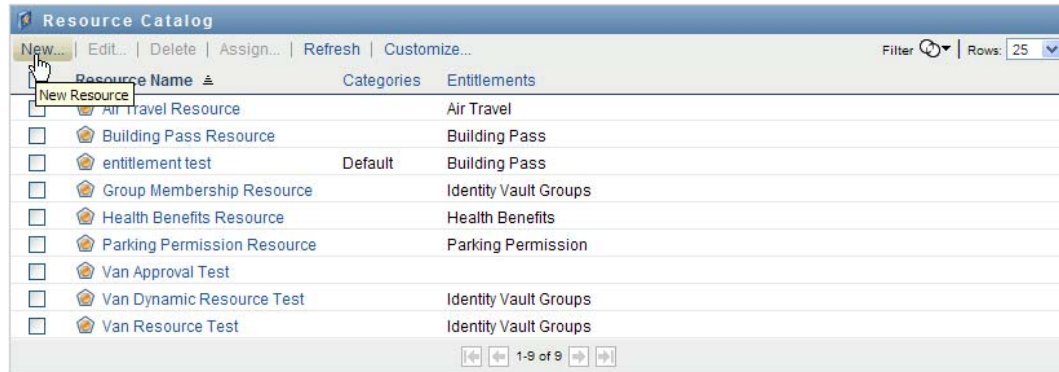 Resource Catalog
New... | Edit... | Delete | Assign... | Refresh | Customize... Filter | Rows: 25
Resource Name Categories Entitlements
New Resource
Air Travel Resource Air Travel
Building Pass Resource Building Pass
entitlement test Default Building Pass
Group Membership Resource Identity Vault Groups
Health Benefits Resource Health Benefits
Parking Permission Resource Parking Permission
Van Approval Test
Van Dynamic Resource Test Identity Vault Groups
Van Resource Test Identity Vault Groups
1-9 of 9